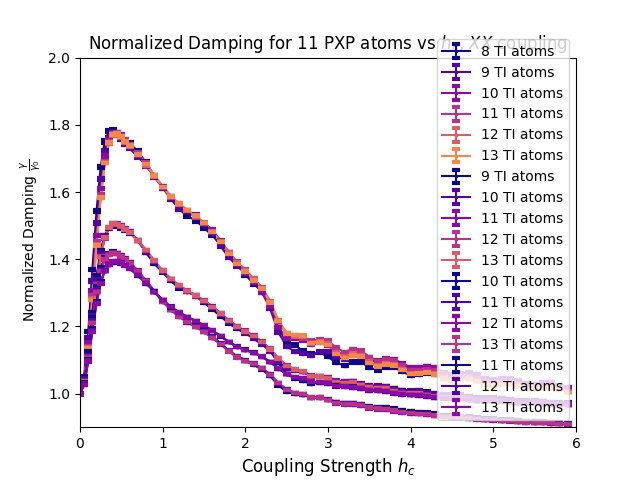 Normalized Damping for 11 PXP atoms vs h XX coupling
8 TI atoms
9 TI atoms
10 TI atoms
11 TI atoms
12 TI atoms
13 TI atoms
9 TI atoms
10 TI atoms
11 TI atoms
12 TI atoms
13 TI atoms
10 TI atoms
11 TI atoms
12 TI atoms
13 TI atoms
11 TI atoms
12 TI atoms
13 TI atoms
Normalized Damping γ/γ₀
2.0
1.8
1.6
1.4
1.2
1.0
0 1 2 3 4 5 6
Coupling Strength h_c